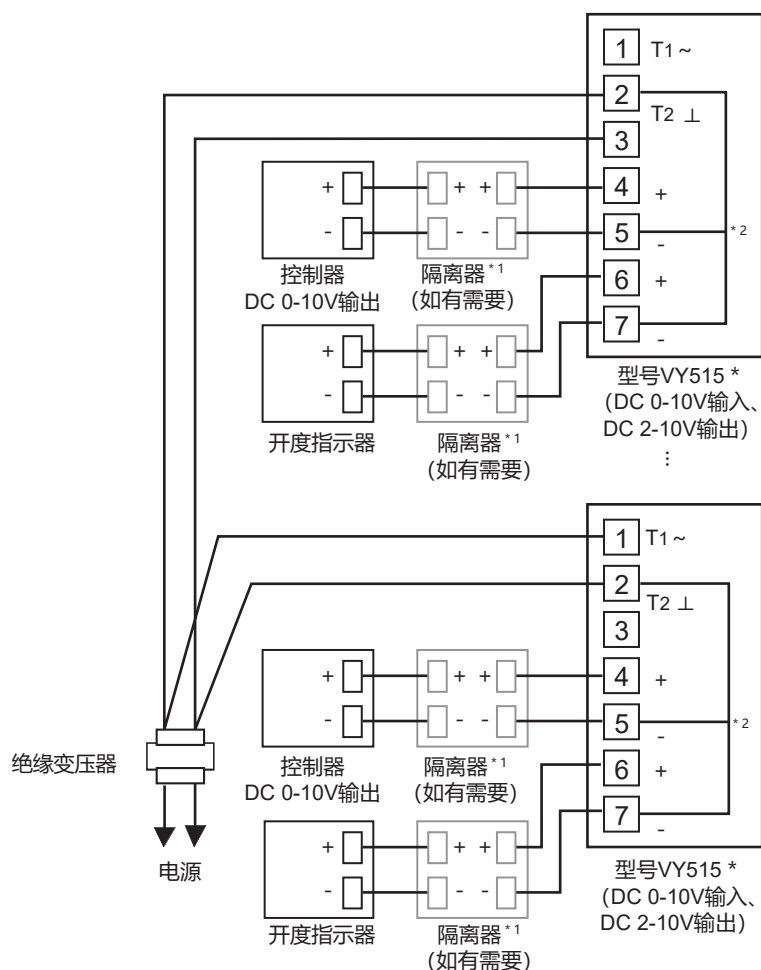 1 T1 ~
2
T2 ⊥
3
+ + + 4 +
- - - 5 - *2
控制器 隔离器*1
DC 0-10V输出 (如有需要)
6 +
+ + +
7 -
- - -
开度指示器 隔离器*1
(如有需要)
型号VY515 *
(DC 0-10V输入、
DC 2-10V输出)
⋮
1 T1 ~
2
T2 ⊥
3
+ + + 4 +
- - - 5 - *2
绝缘变压器
控制器 隔离器*1
DC 0-10V输出 (如有需要)
6 +
7 -
电源
+ + +
- - -
开度指示器 隔离器*1
(如有需要)
型号VY515 *
(DC 0-10V输入、
DC 2-10V输出)